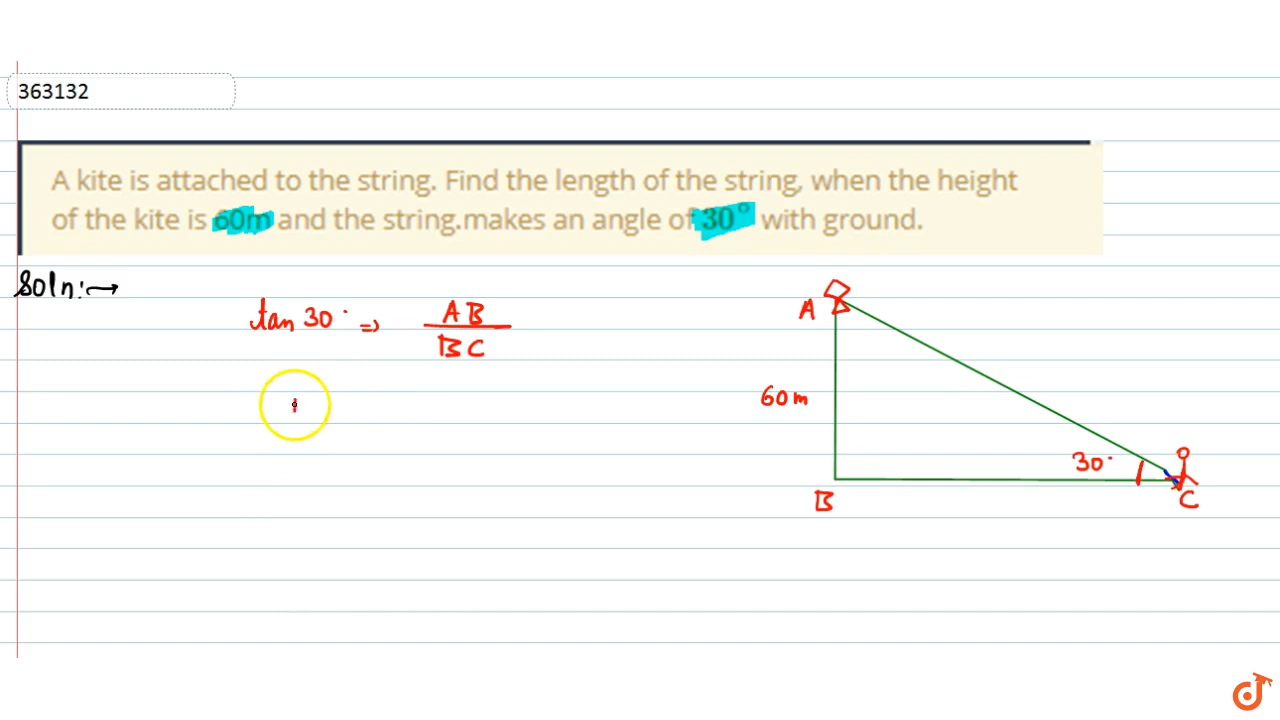 363132
A kite is attached to the string. Find the length of the string, when the height
of the kite is 60m and the string.makes an angle of 30° with ground.
Soln:→
tan 30° ⇒ AB
BC
A
60m
30°
B
C